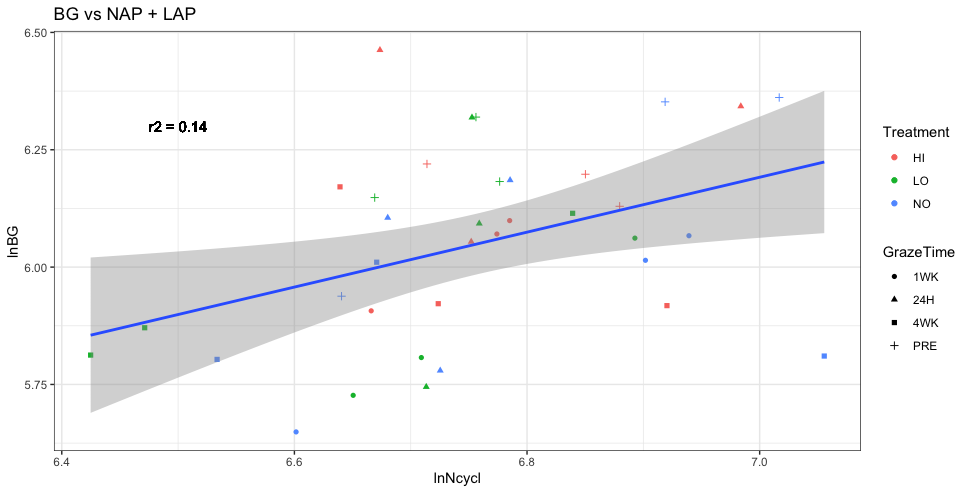 BG vs NAP + LAP
6.50
6.25
6.00
5.75
lnBG
r2 = 0.14
6.4
6.6
6.8
7.0
lnNcycl
Treatment
HI
LO
NO
GrazeTime
1WK
24H
4WK
PRE